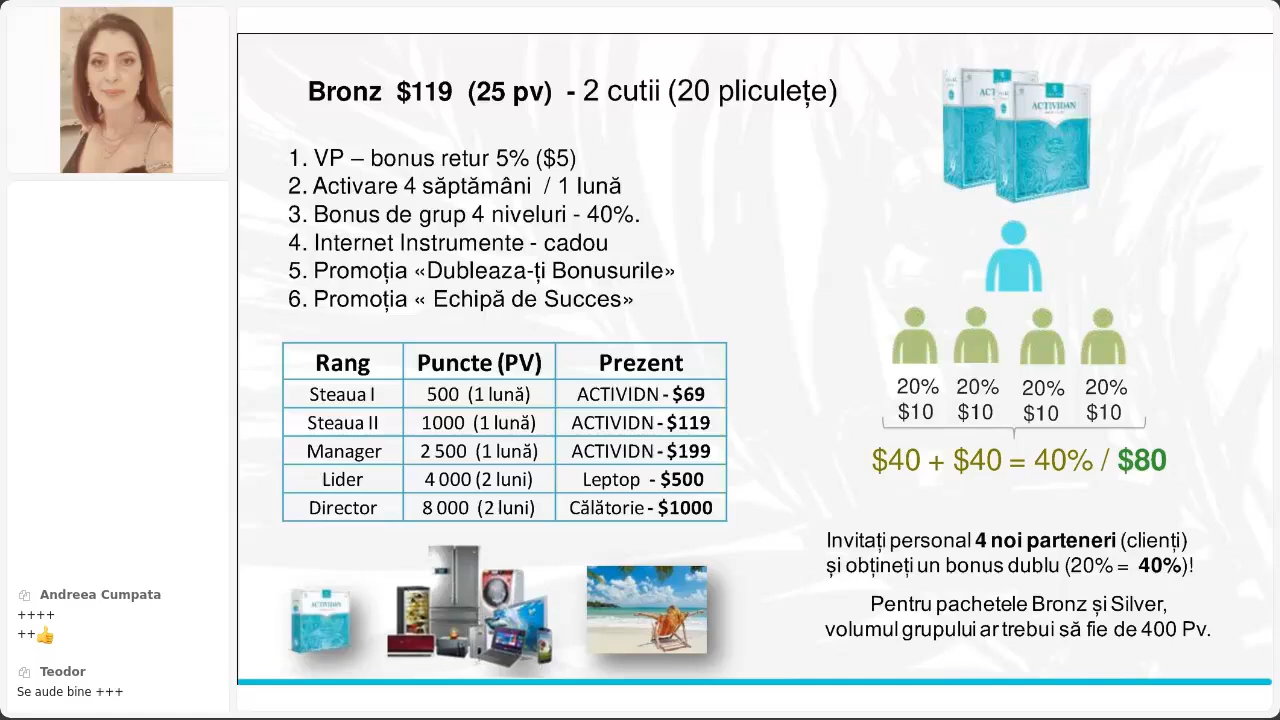 Bronz $119 (25 pv) - 2 cutii (20 pliculețe)
1. VP – bonus retur 5% ($5)
2. Activare 4 săptămâni / 1 lună
3. Bonus de grup 4 niveluri - 40%.
4. Internet Instrumente - cadou
5. Promoția «Dubleaza-ți Bonusurile»
6. Promoția « Echipă de Succes»
Rang Puncte (PV) Prezent
Steaua I 500 (1 lună) ACTIVIDN - $69
Steaua II 1000 (1 lună) ACTIVIDN - $119
Manager 2 500 (1 lună) ACTIVIDN - $199
Lider 4 000 (2 luni) Leptop - $500
Director 8 000 (2 luni) Călătorie - $1000
ACTIVIDAN
ACTIVIDAN
20% 20% 20% 20%
$10 $10 $10 $10
$40 + $40 = 40% / $80
Invitați personal 4 noi parteneri (clienți)
și obțineți un bonus dublu (20% = 40%)!
Pentru pachetele Bronz și Silver,
volumul grupului ar trebui să fie de 400 Pv.
Andreea Cumpata
++++
++👍
Teodor
Se aude bine +++